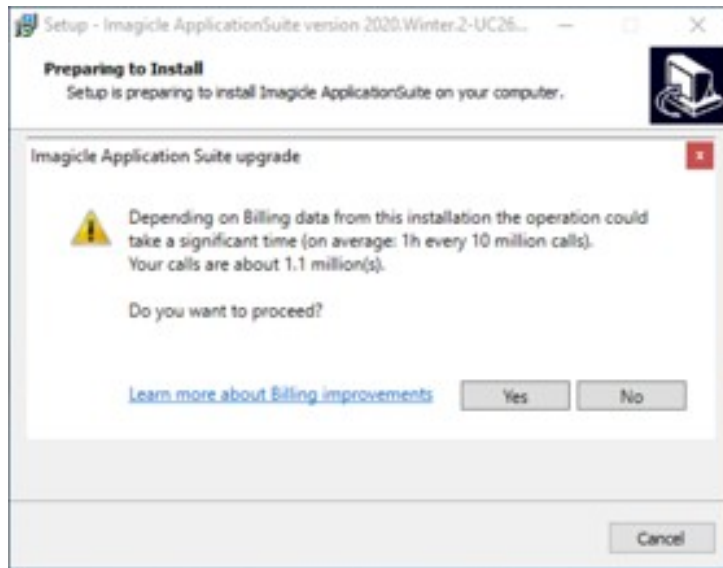 Setup - Imagicle ApplicationSuite version 2020.Winter.2-UC26...
Preparing to Install
Setup is preparing to install Imagicle ApplicationSuite on your computer.
Imagicle Application Suite upgrade
Depending on Billing data from this installation the operation could
take a significant time (on average: 1h every 10 million calls).
Your calls are about 1.1 million(s).
Do you want to proceed?
Learn more about Billing improvements
Yes
No
Cancel